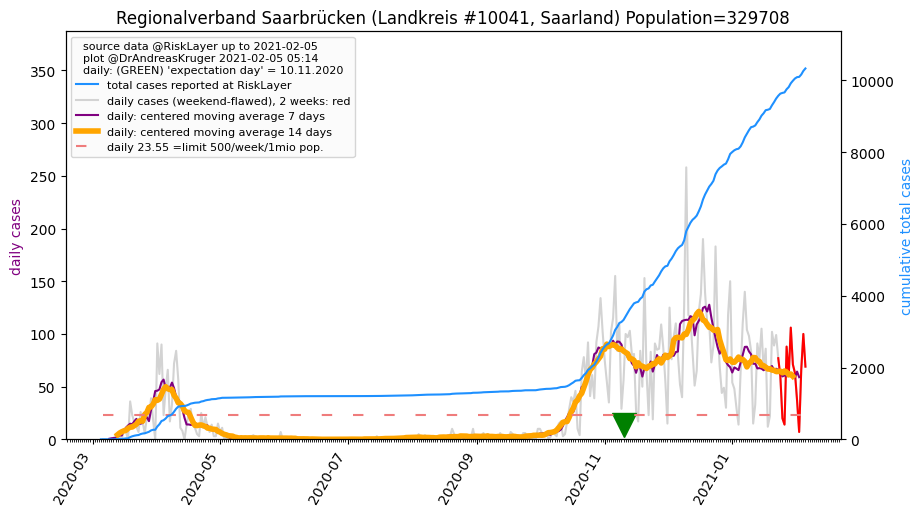 Regionalverband Saarbrücken (Landkreis #10041, Saarland) Population=329708
source data @RiskLayer up to 2021-02-05
plot @DrAndreasKruger 2021-02-05 05:14
daily: (GREEN) 'expectation day' = 10.11.2020
total cases reported at RiskLayer
daily cases (weekend-flawed), 2 weeks: red
daily: centered moving average 7 days
daily: centered moving average 14 days
daily 23.55 =limit 500/week/1mio pop.
daily cases
350
300
250
200
150
100
50
0
cumulative total cases
10000
8000
6000
4000
2000
0
2020-03
2020-05
2020-07
2020-09
2020-11
2021-01